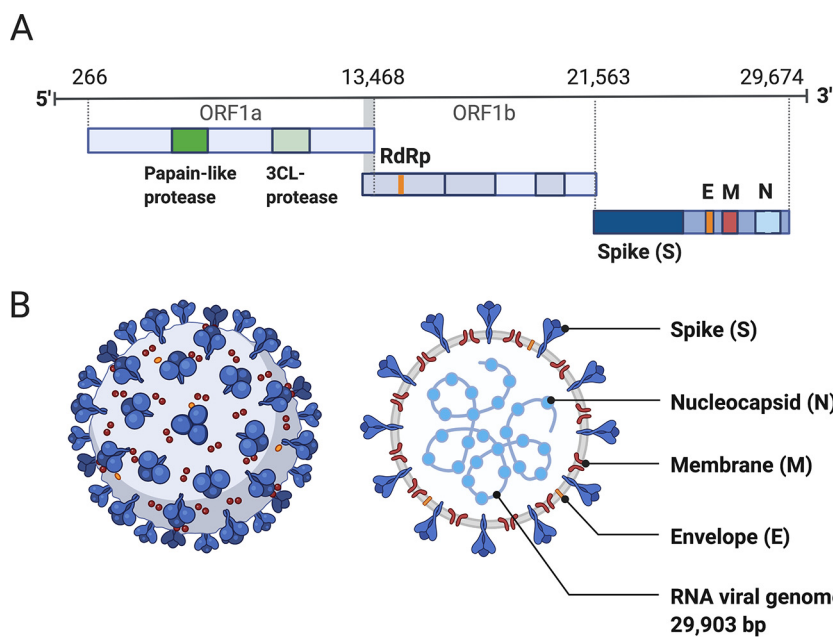 A
266 13,468 21,563 29,674
5' 3'
ORF1a ORF1b
RdRp
Papain-like
protease
3CL-
protease
E M N
Spike (S)
B
Spike (S)
Nucleocapsid (N)
Membrane (M)
Envelope (E)
RNA viral genom
29,903 bp